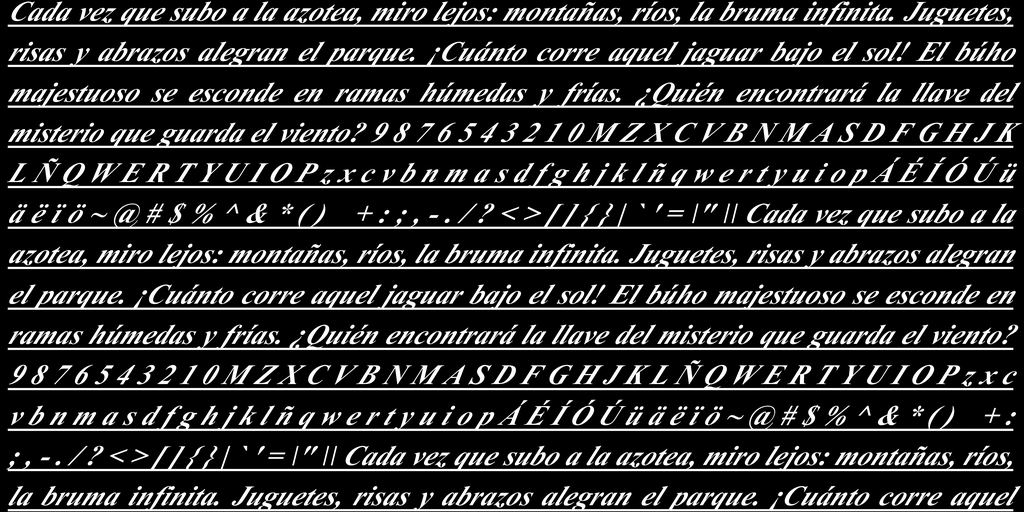 Cada vez que subo a la azotea, miro lejos: montañas, ríos, la bruma infinita. Juguetes,
risas y abrazos alegran el parque. ¡Cuánto corre aquel jaguar bajo el sol! El búho
majestuoso se esconde en ramas húmedas y frías. ¿Quién encontrará la llave del
misterio que guarda el viento? 9 8 7 6 5 4 3 2 1 0 M Z X C V B N M A S D F G H J K
L Ñ Q W E R T Y U I O P z x c v b n m a s d f g h j k l ñ q w e r t y u i o p Á É Í Ó Ú ü
ä ë ï ö ~ @ # $ % ^ & * ( ) + : ; , - . / ? < > [ ] { } | ` ' = \" \\ Cada vez que subo a la
azotea, miro lejos: montañas, ríos, la bruma infinita. Juguetes, risas y abrazos alegran
el parque. ¡Cuánto corre aquel jaguar bajo el sol! El búho majestuoso se esconde en
ramas húmedas y frías. ¿Quién encontrará la llave del misterio que guarda el viento?
9 8 7 6 5 4 3 2 1 0 M Z X C V B N M A S D F G H J K L Ñ Q W E R T Y U I O P z x c
v b n m a s d f g h j k l ñ q w e r t y u i o p Á É Í Ó Ú ü ä ë ï ö ~ @ # $ % ^ & * ( ) + :
; , - . / ? < > [ ] { } | ` ' = \" \\ Cada vez que subo a la azotea, miro lejos: montañas, ríos,
la bruma infinita. Juguetes, risas y abrazos alegran el parque. ¡Cuánto corre aquel